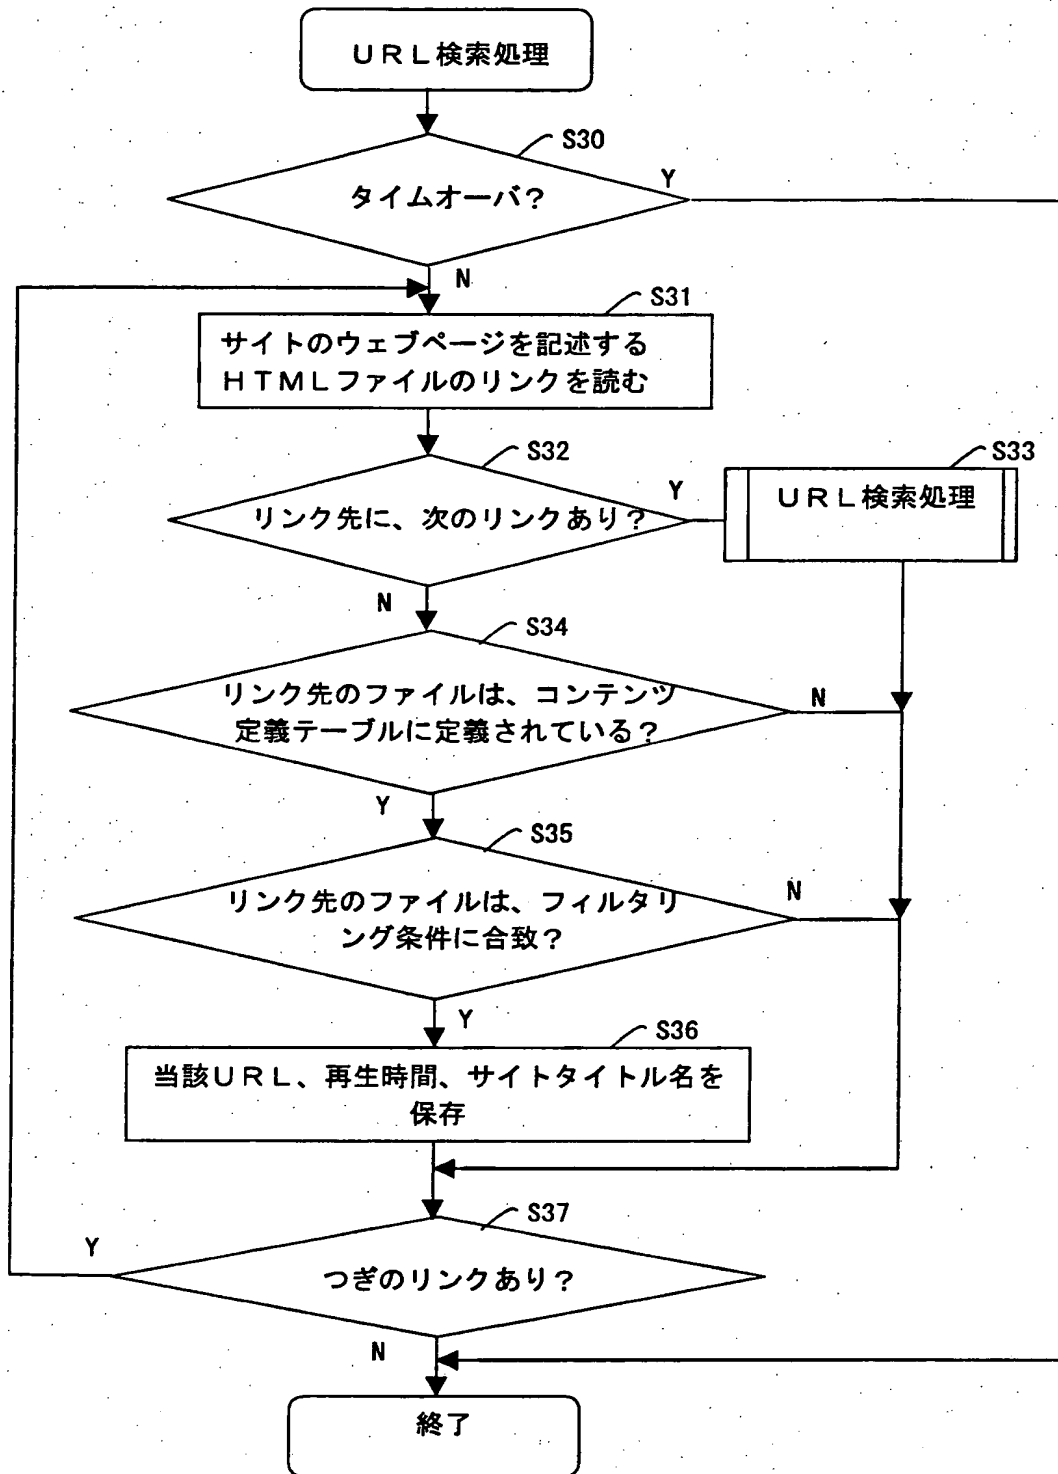 URL検索処理
S30
タイムオーバ?
Y
N
S31
サイトのウェブページを記述する
HTMLファイルのリンクを読む
S32
リンク先に、次のリンクあり?
Y
S33
URL検索処理
N
S34
リンク先のファイルは、コンテンツ
定義テーブルに定義されている?
N
Y
S35
リンク先のファイルは、フィルタリ
ング条件に合致?
N
Y
S36
当該URL、再生時間、サイトタイトル名を
保存
S37
つぎのリンクあり?
Y
N
終了